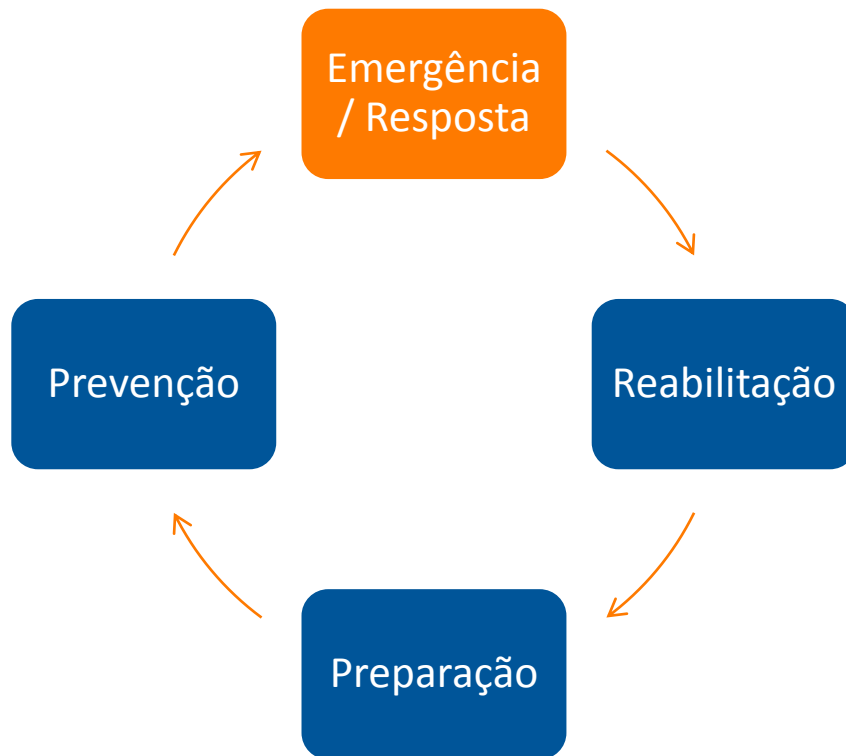 Emergência
/ Resposta
Prevenção
Reabilitação
Preparação